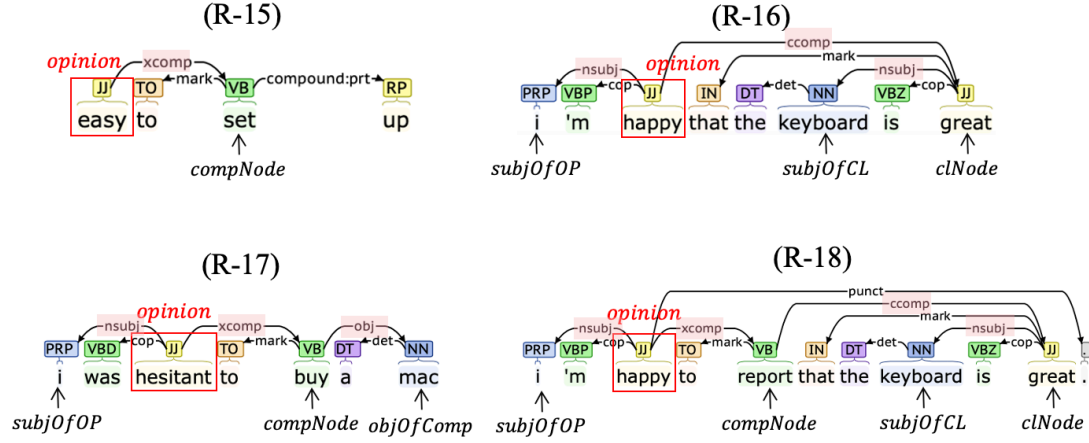 (R-15)
opinion
xcomp
mark
compound:prt
JJ TO VB RP
easy to set up
compNode
(R-16)
ccomp
mark
opinion
nsubj
nsubj
cop
det
cop
PRP VBP JJ IN DT NN VBZ JJ
i 'm happy that the keyboard is great
subjOfOP subjOfCL clNode
(R-17)
opinion
nsubj xcomp obj
cop mark det
PRP VBD JJ TO VB DT NN
i was hesitant to buy a mac
subjOfOP compNode objOfComp
(R-18)
punct
ccomp
mark
opinion
nsubj xcomp nsubj
cop mark det cop
PRP VBP JJ TO VB IN DT NN VBZ JJ .
i 'm happy to report that the keyboard is great .
subjOfOP compNode subjOfCL clNode